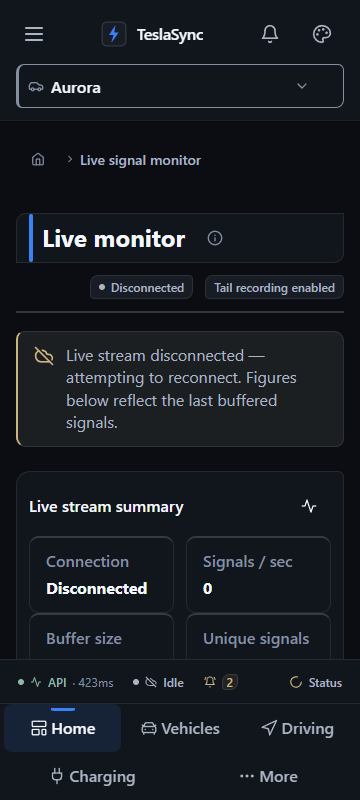 TeslaSync
Aurora
Live signal monitor
Live monitor
Disconnected
Tail recording enabled
Live stream disconnected —
attempting to reconnect. Figures
below reflect the last buffered
signals.
Live stream summary
Connection
Disconnected
Signals / sec
0
Buffer size
Unique signals
API · 423ms
Idle
2
Status
Home
Vehicles
Driving
Charging
More